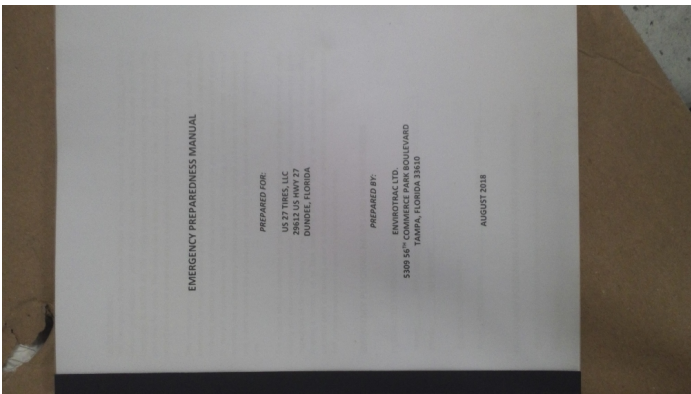 EMERGENCY PREPAREDNESS MANUAL
PREPARED FOR:
US 27 TIRES, LLC
29612 US HWY 27
DUNDEE, FLORIDA
PREPARED BY:
ENVIROTRAC LTD.
5309 56TH COMMERCE PARK BOULEVARD
TAMPA, FLORIDA 33610
AUGUST 2018